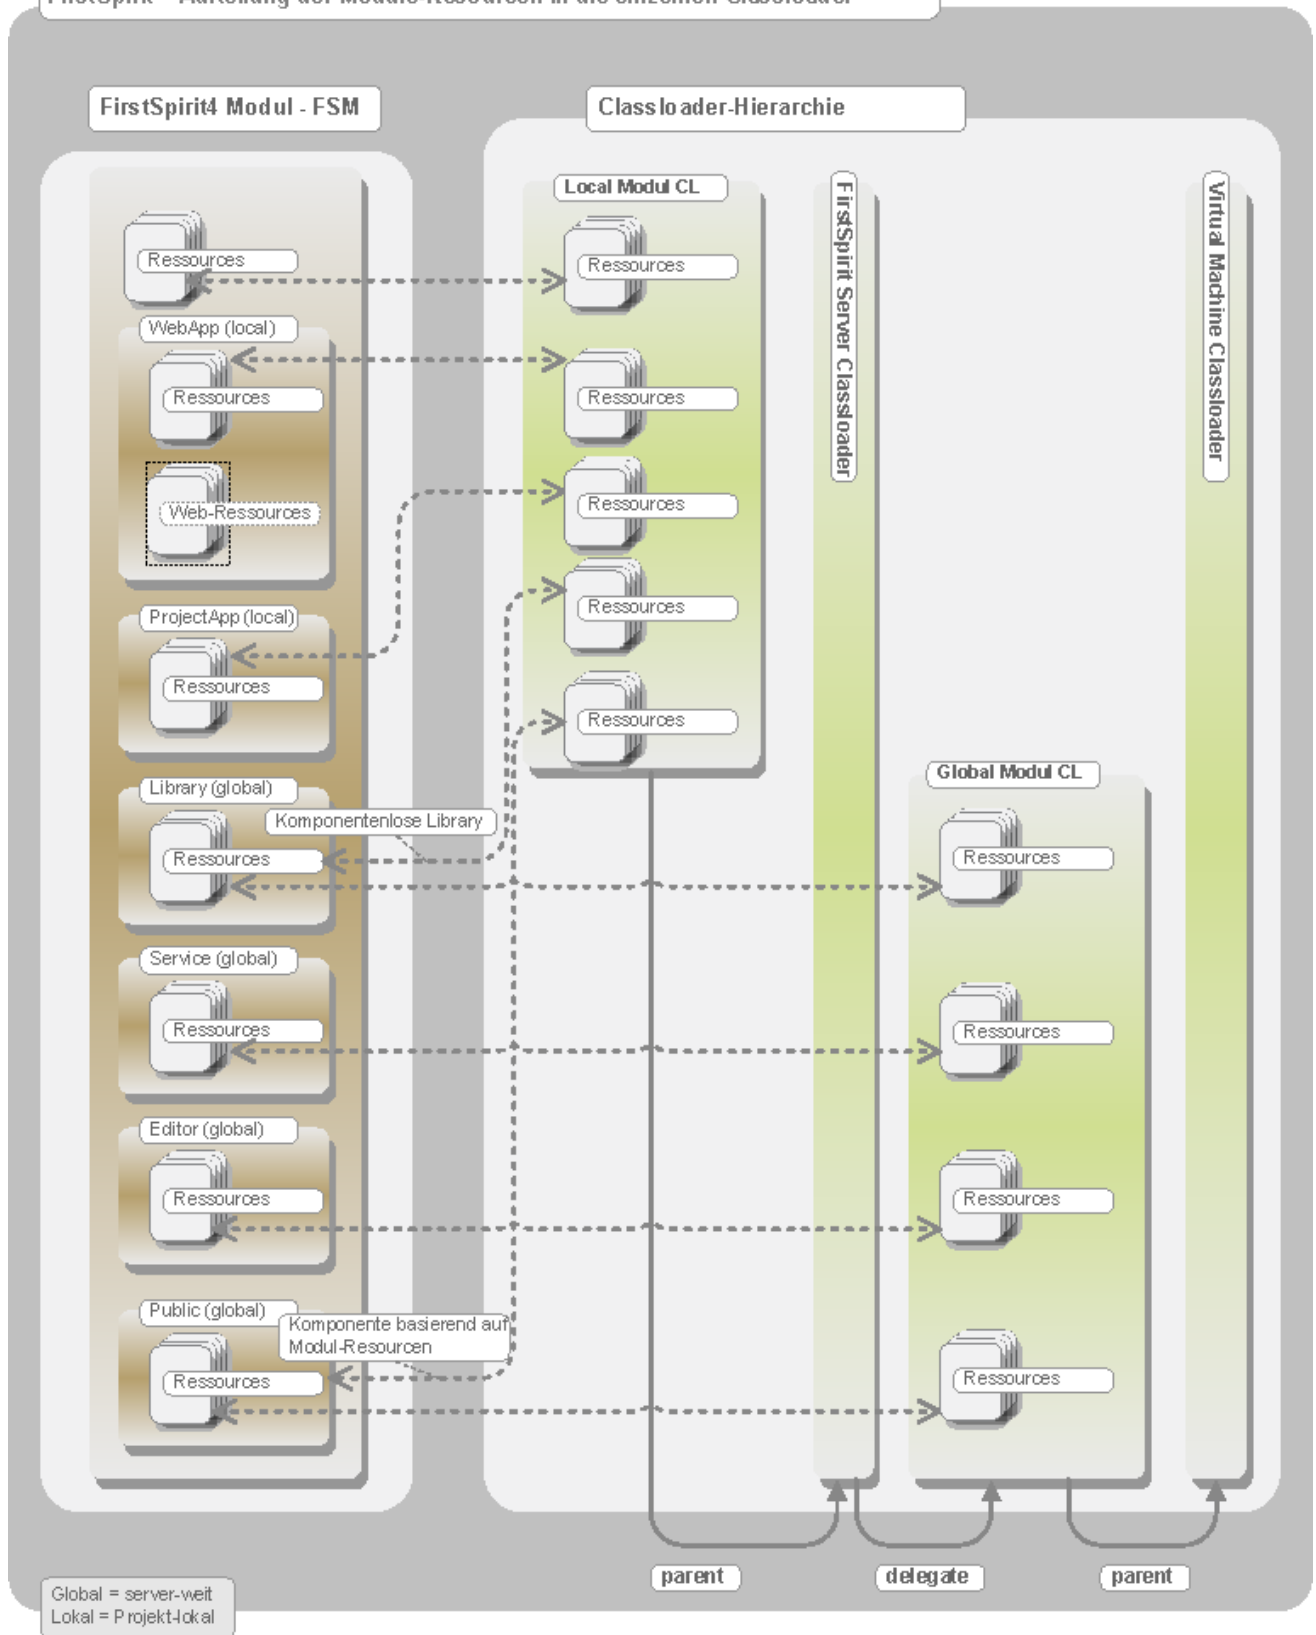 FirstSpirit4 Modul - FSM
Classloader-Hierarchie
Local Modul CL
FirstSpirit Server Classloader
Virtual Machine Classloader
Ressources
Ressources
WebApp (local)
Ressources
Ressources
Web-Ressources
Ressources
ProjectApp (local)
Ressources
Ressources
Ressources
Global Modul CL
Library (global)
Komponentenlose Library
Ressources
Ressources
Service (global)
Ressources
Ressources
Editor (global)
Ressources
Ressources
Public (global)
Komponente basierend auf
Modul-Resourcen
Ressources
Ressources
parent
delegate
parent
Global = server-weit
Lokal = Projekt-lokal